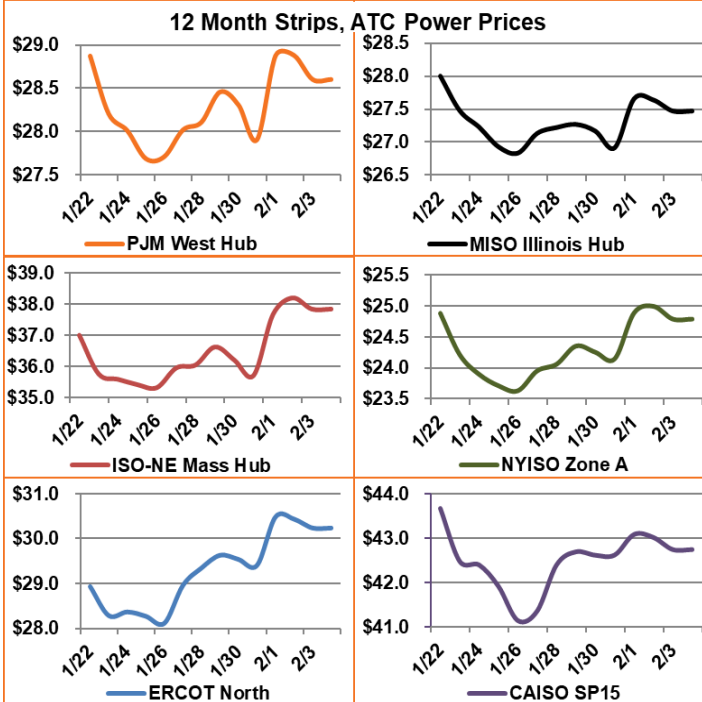 12 Month Strips, ATC Power Prices
$29.0
$28.5
$28.0
$27.5
1/22 1/24 1/26 1/28 1/30 2/1 2/3
PJM West Hub
$28.5
$28.0
$27.5
$27.0
$26.5
1/22 1/24 1/26 1/28 1/30 2/1 2/3
MISO Illinois Hub
$39.0
$38.0
$37.0
$36.0
$35.0
1/22 1/24 1/26 1/28 1/30 2/1 2/3
ISO-NE Mass Hub
$25.5
$25.0
$24.5
$24.0
$23.5
1/22 1/24 1/26 1/28 1/30 2/1 2/3
NYISO Zone A
$31.0
$30.0
$29.0
$28.0
1/22 1/24 1/26 1/28 1/30 2/1 2/3
ERCOT North
$44.0
$43.0
$42.0
$41.0
1/22 1/24 1/26 1/28 1/30 2/1 2/3
CAISO SP15